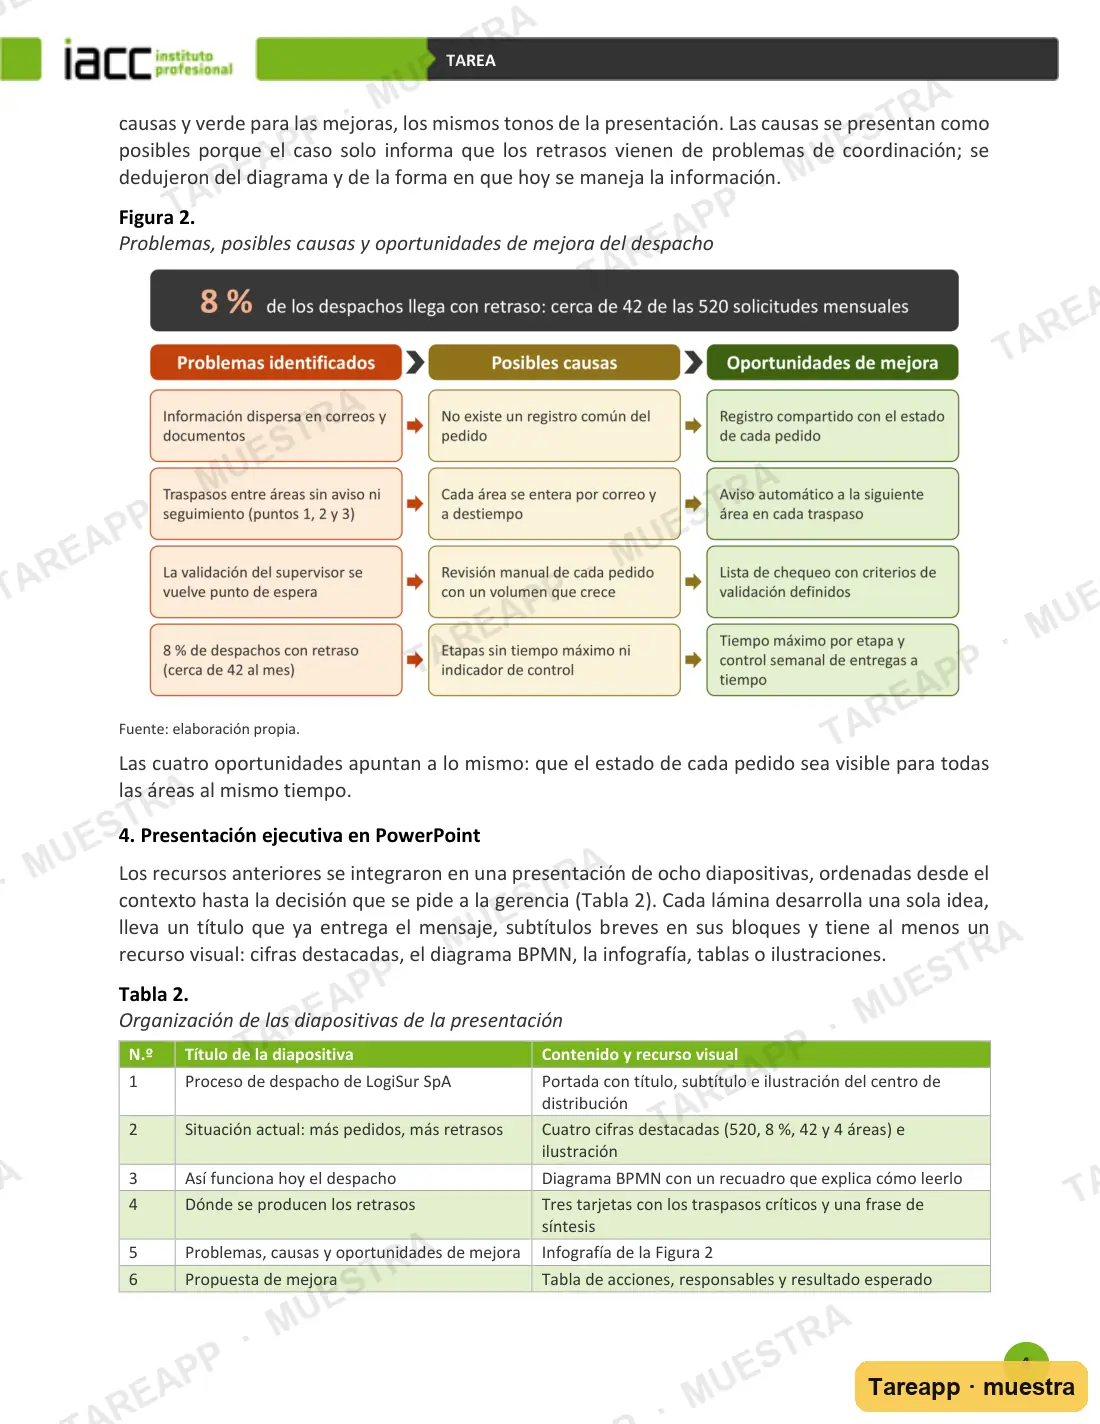 iacc instituto profesional
TAREA
causas y verde para las mejoras, los mismos tonos de la presentación. Las causas se presentan como
posibles porque el caso solo informa que los retrasos vienen de problemas de coordinación; se
dedujeron del diagrama y de la forma en que hoy se maneja la información.
Figura 2.
Problemas, posibles causas y oportunidades de mejora del despacho
8 % de los despachos llega con retraso: cerca de 42 de las 520 solicitudes mensuales
Problemas identificados
Posibles causas
Oportunidades de mejora
Información dispersa en correos y
documentos
No existe un registro común del
pedido
Registro compartido con el estado
de cada pedido
Traspasos entre áreas sin aviso ni
seguimiento (puntos 1, 2 y 3)
Cada área se entera por correo y
a destiempo
Aviso automático a la siguiente
área en cada traspaso
La validación del supervisor se
vuelve punto de espera
Revisión manual de cada pedido
con un volumen que crece
Lista de chequeo con criterios de
validación definidos
8 % de despachos con retraso
(cerca de 42 al mes)
Etapas sin tiempo máximo ni
indicador de control
Tiempo máximo por etapa y
control semanal de entregas a
tiempo
Fuente: elaboración propia.
Las cuatro oportunidades apuntan a lo mismo: que el estado de cada pedido sea visible para todas
las áreas al mismo tiempo.
4. Presentación ejecutiva en PowerPoint
Los recursos anteriores se integraron en una presentación de ocho diapositivas, ordenadas desde el
contexto hasta la decisión que se pide a la gerencia (Tabla 2). Cada lámina desarrolla una sola idea,
lleva un título que ya entrega el mensaje, subtítulos breves en sus bloques y tiene al menos un
recurso visual: cifras destacadas, el diagrama BPMN, la infografía, tablas o ilustraciones.
Tabla 2.
Organización de las diapositivas de la presentación
N.º Título de la diapositiva Contenido y recurso visual
1 Proceso de despacho de LogiSur SpA Portada con título, subtítulo e ilustración del centro de
distribución
2 Situación actual: más pedidos, más retrasos Cuatro cifras destacadas (520, 8 %, 42 y 4 áreas) e
ilustración
3 Así funciona hoy el despacho Diagrama BPMN con un recuadro que explica cómo leerlo
4 Dónde se producen los retrasos Tres tarjetas con los traspasos críticos y una frase de
síntesis
5 Problemas, causas y oportunidades de mejora Infografía de la Figura 2
6 Propuesta de mejora Tabla de acciones, responsables y resultado esperado
Tareapp · muestra
TAREAPP · MUESTRA